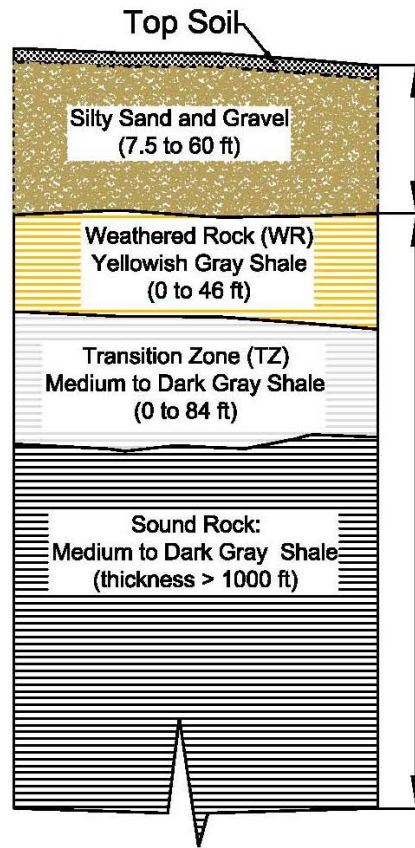 Top Soil
Silty Sand and Gravel
(7.5 to 60 ft)
Weathered Rock (WR)
Yellowish Gray Shale
(0 to 46 ft)
Transition Zone (TZ)
Medium to Dark Gray Shale
(0 to 84 ft)
Sound Rock:
Medium to Dark Gray Shale
(thickness > 1000 ft)